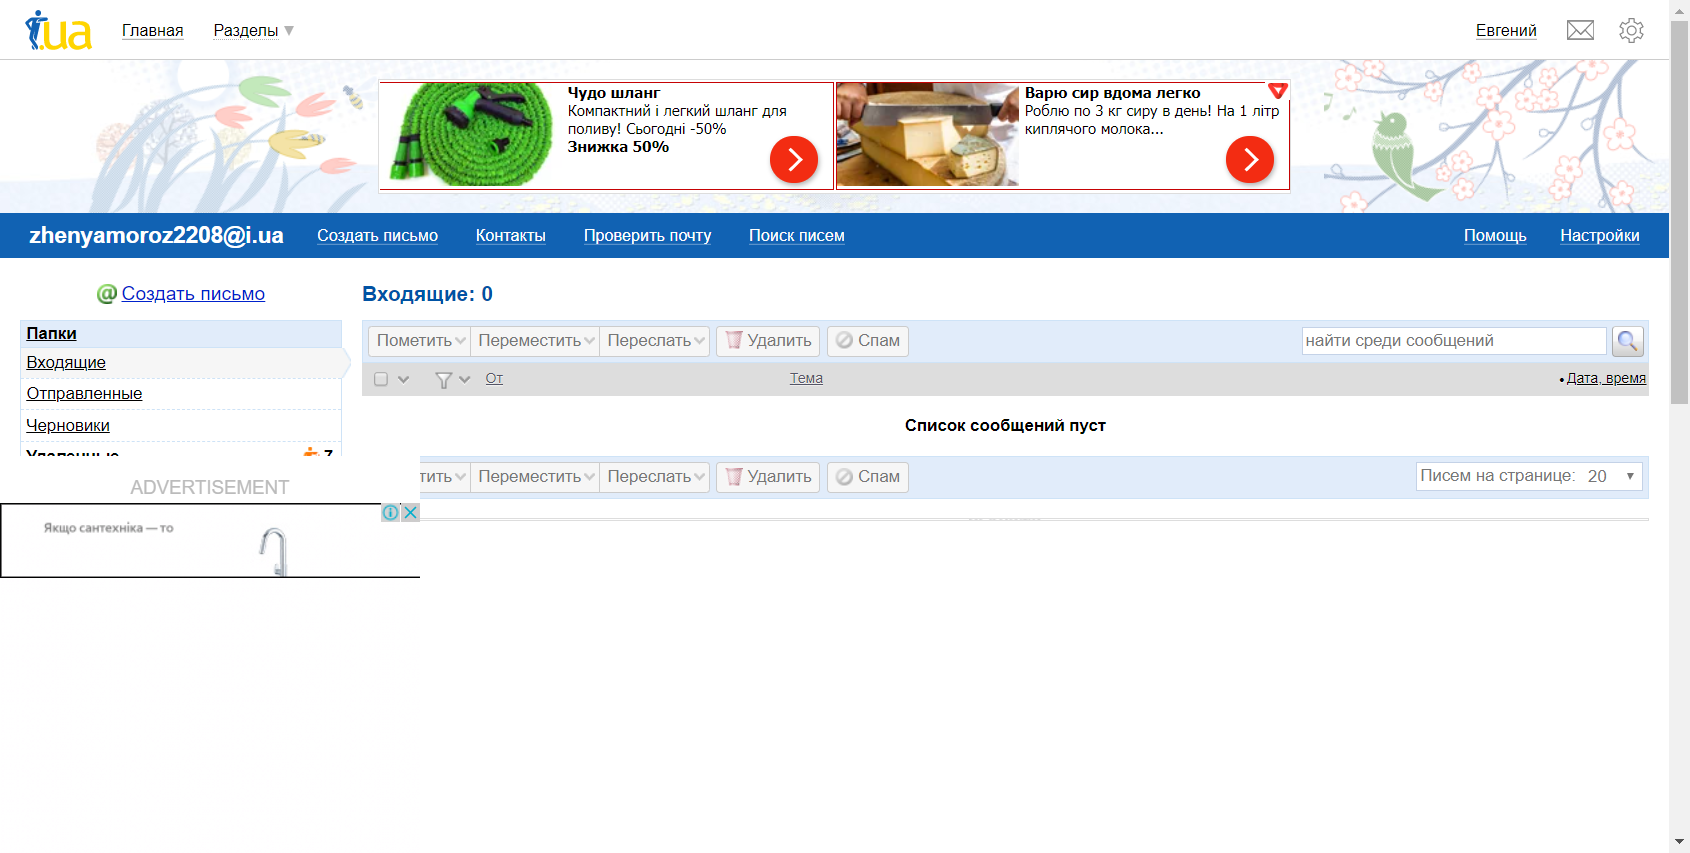 i.ua
Главная
Разделы
Евгений
Чудо шланг
Компактний і легкий шланг для
поливу! Сьогодні -50%
Знижка 50%
Варю сир вдома легко
Роблю по 3 кг сиру в день! На 1 літр
киплячого молока...
zhenyamoroz2208@i.ua
Создать письмо
Контакты
Проверить почту
Поиск писем
Помощь
Настройки
Создать письмо
Входящие: 0
Папки
Входящие
Отправленные
Черновики
Удаленные 7
Пометить
Переместить
Переслать
Удалить
Спам
найти среди сообщений
От
Тема
Дата, время
Список сообщений пуст
тить
Переместить
Переслать
Удалить
Спам
Писем на странице: 20
ADVERTISEMENT
Якщо сантехніка — то